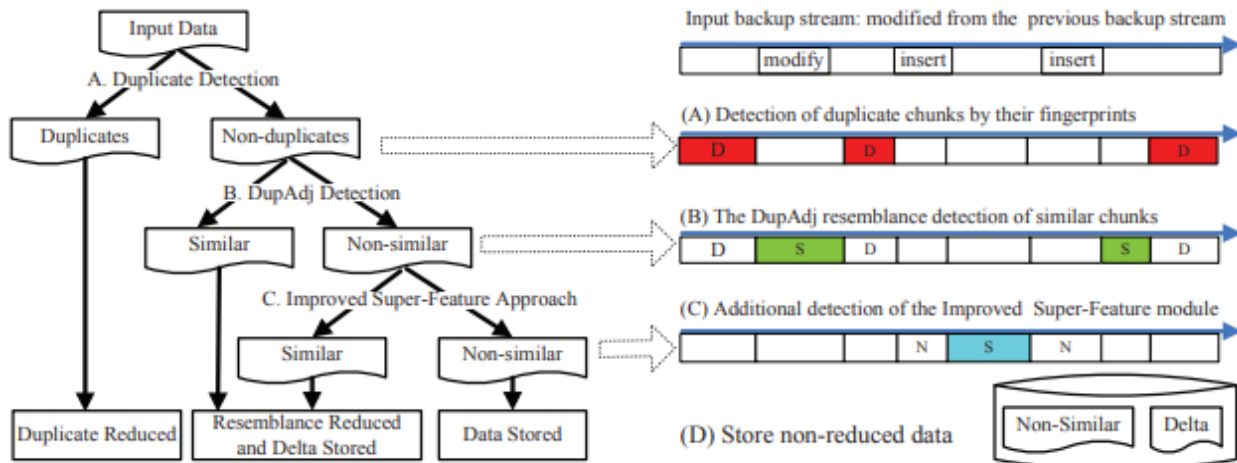 Input Data
A. Duplicate Detection
Duplicates
Non-duplicates
B. DupAdj Detection
Similar
Non-similar
C. Improved Super-Feature Approach
Similar
Non-similar
Duplicate Reduced
Resemblance Reduced
and Delta Stored
Data Stored
Input backup stream: modified from the previous backup stream
modify insert insert
(A) Detection of duplicate chunks by their fingerprints
D D D
(B) The DupAdj resemblance detection of similar chunks
D S D S D
(C) Additional detection of the Improved Super-Feature module
N S N
(D) Store non-reduced data
Non-Similar Delta